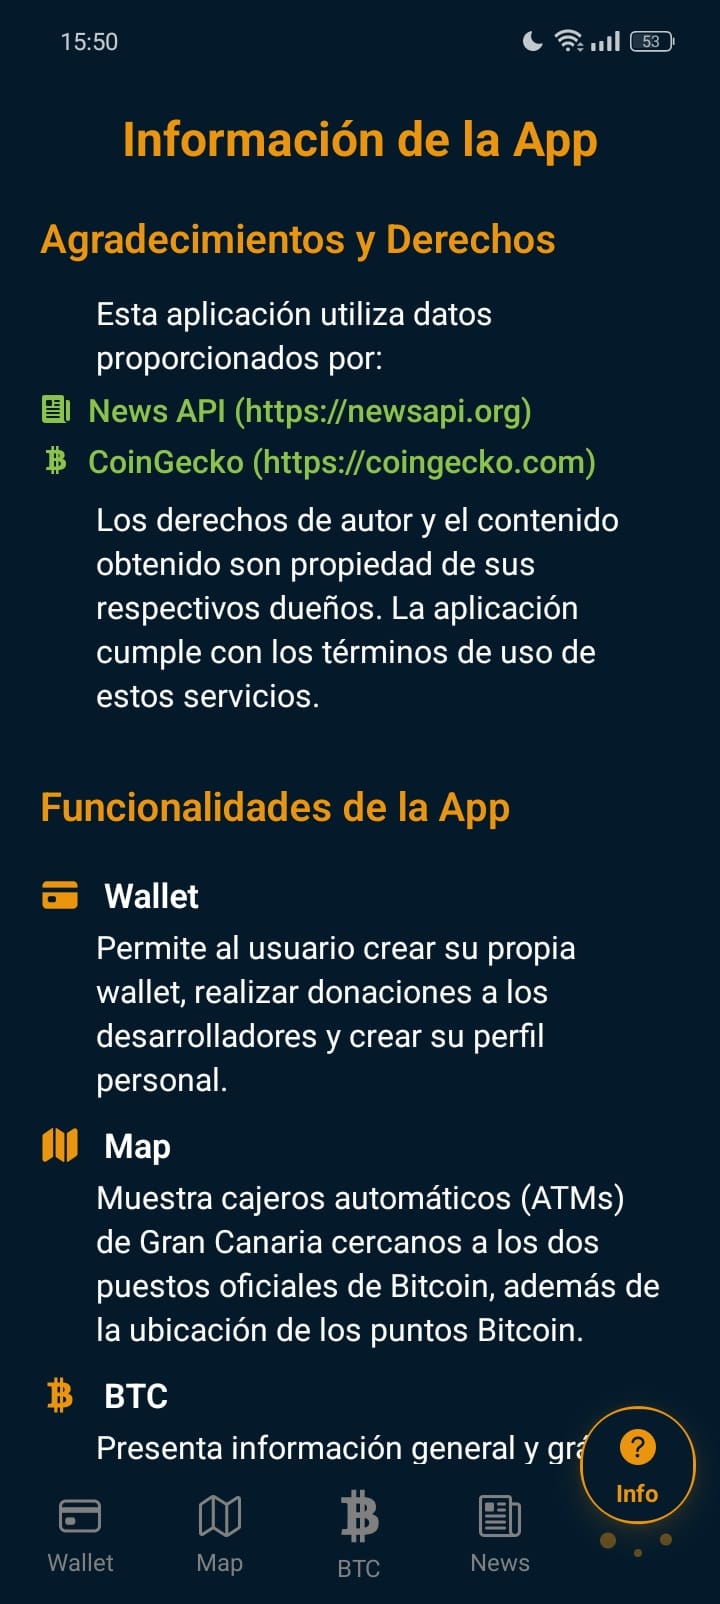 15:50
53
Información de la App
Agradecimientos y Derechos
Esta aplicación utiliza datos
proporcionados por:
News API (https://newsapi.org)
CoinGecko (https://coingecko.com)
Los derechos de autor y el contenido
obtenido son propiedad de sus
respectivos dueños. La aplicación
cumple con los términos de uso de
estos servicios.
Funcionalidades de la App
Wallet
Permite al usuario crear su propia
wallet, realizar donaciones a los
desarrolladores y crear su perfil
personal.
Map
Muestra cajeros automáticos (ATMs)
de Gran Canaria cercanos a los dos
puestos oficiales de Bitcoin, además de
la ubicación de los puntos Bitcoin.
BTC
Presenta información general y
Wallet
Map
BTC
News
Info